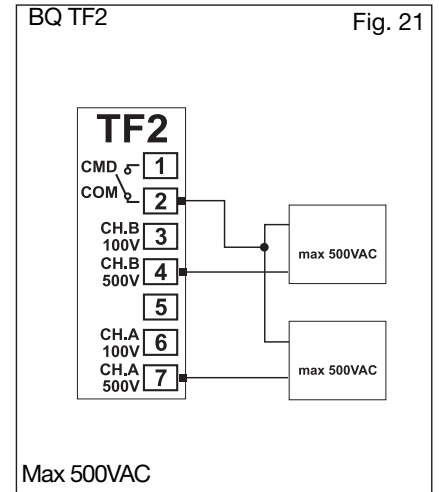 BQ TF2
Fig. 21
TF2
CMD
1
COM
2
CH.B
100V
3
CH.B
500V
4
5
CH.A
100V
6
CH.A
500V
7
max 500VAC
max 500VAC
Max 500VAC